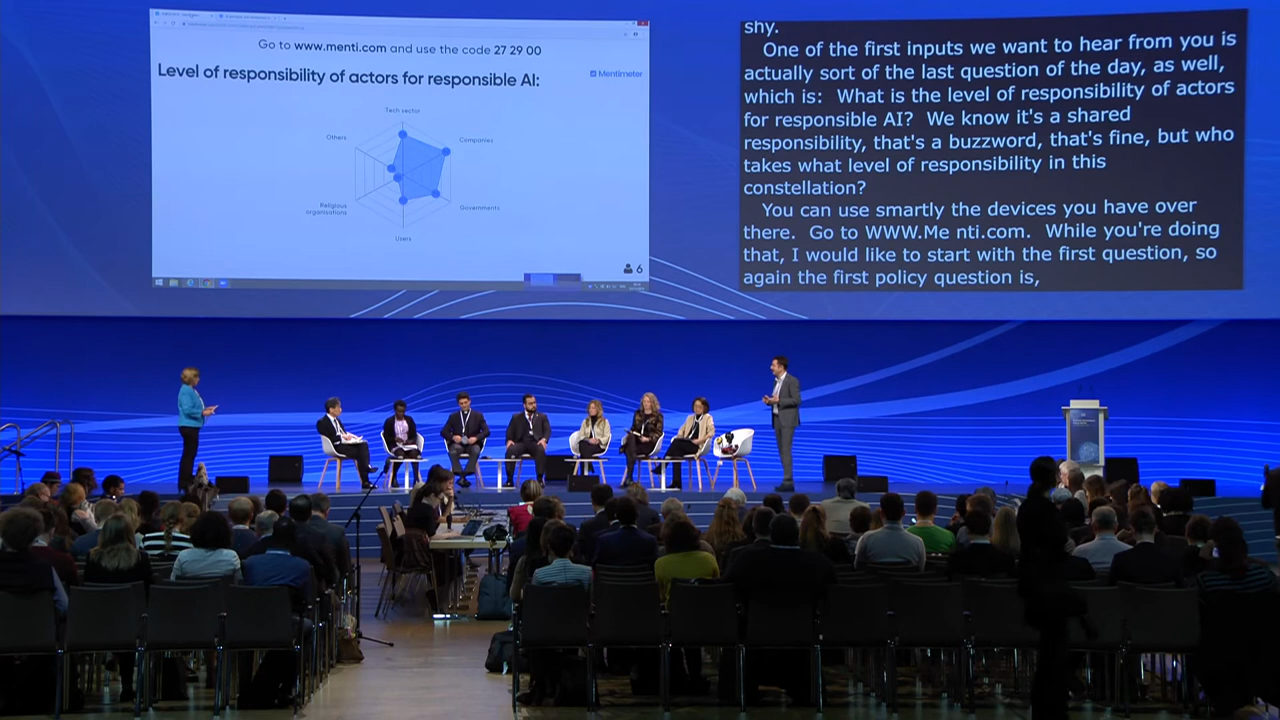 Go to www.menti.com and use the code 27 29 00
Level of responsibility of actors for responsible AI:
Mentimeter
Tech sector
Others
Companies
Religious
organisations
Governments
Users
6
shy.
One of the first inputs we want to hear from you is
actually sort of the last question of the day, as well,
which is:  What is the level of responsibility of actors
for responsible AI?  We know it's a shared
responsibility, that's a buzzword, that's fine, but who
takes what level of responsibility in this
constellation?
You can use smartly the devices you have over
there.  Go to WWW.Me nti.com.  While you're doing
that, I would like to start with the first question, so
again the first policy question is,